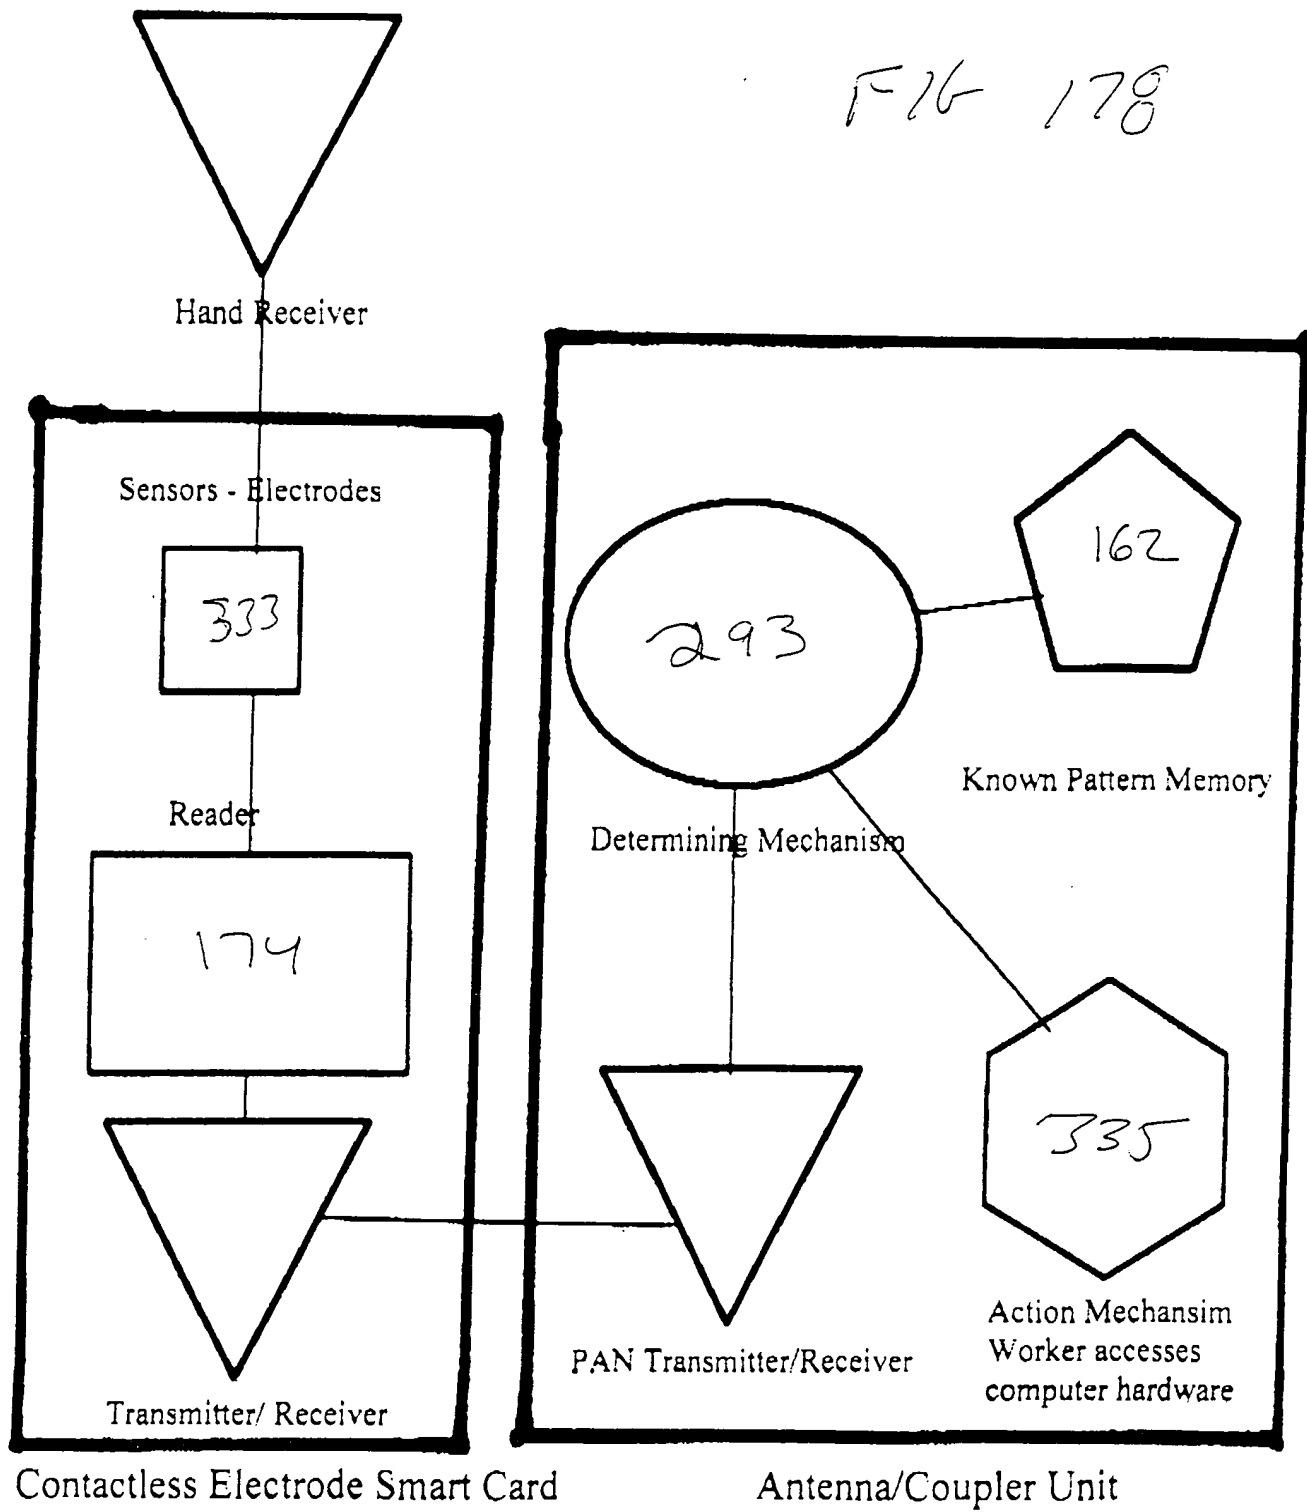 FIG 178
Hand Receiver
Sensors - Electrodes
333
Reader
174
Transmitter/ Receiver
Contactless Electrode Smart Card
293
162
Known Pattern Memory
Determining Mechanism
335
PAN Transmitter/Receiver
Action Mechansim
Worker accesses
computer hardware
Antenna/Coupler Unit